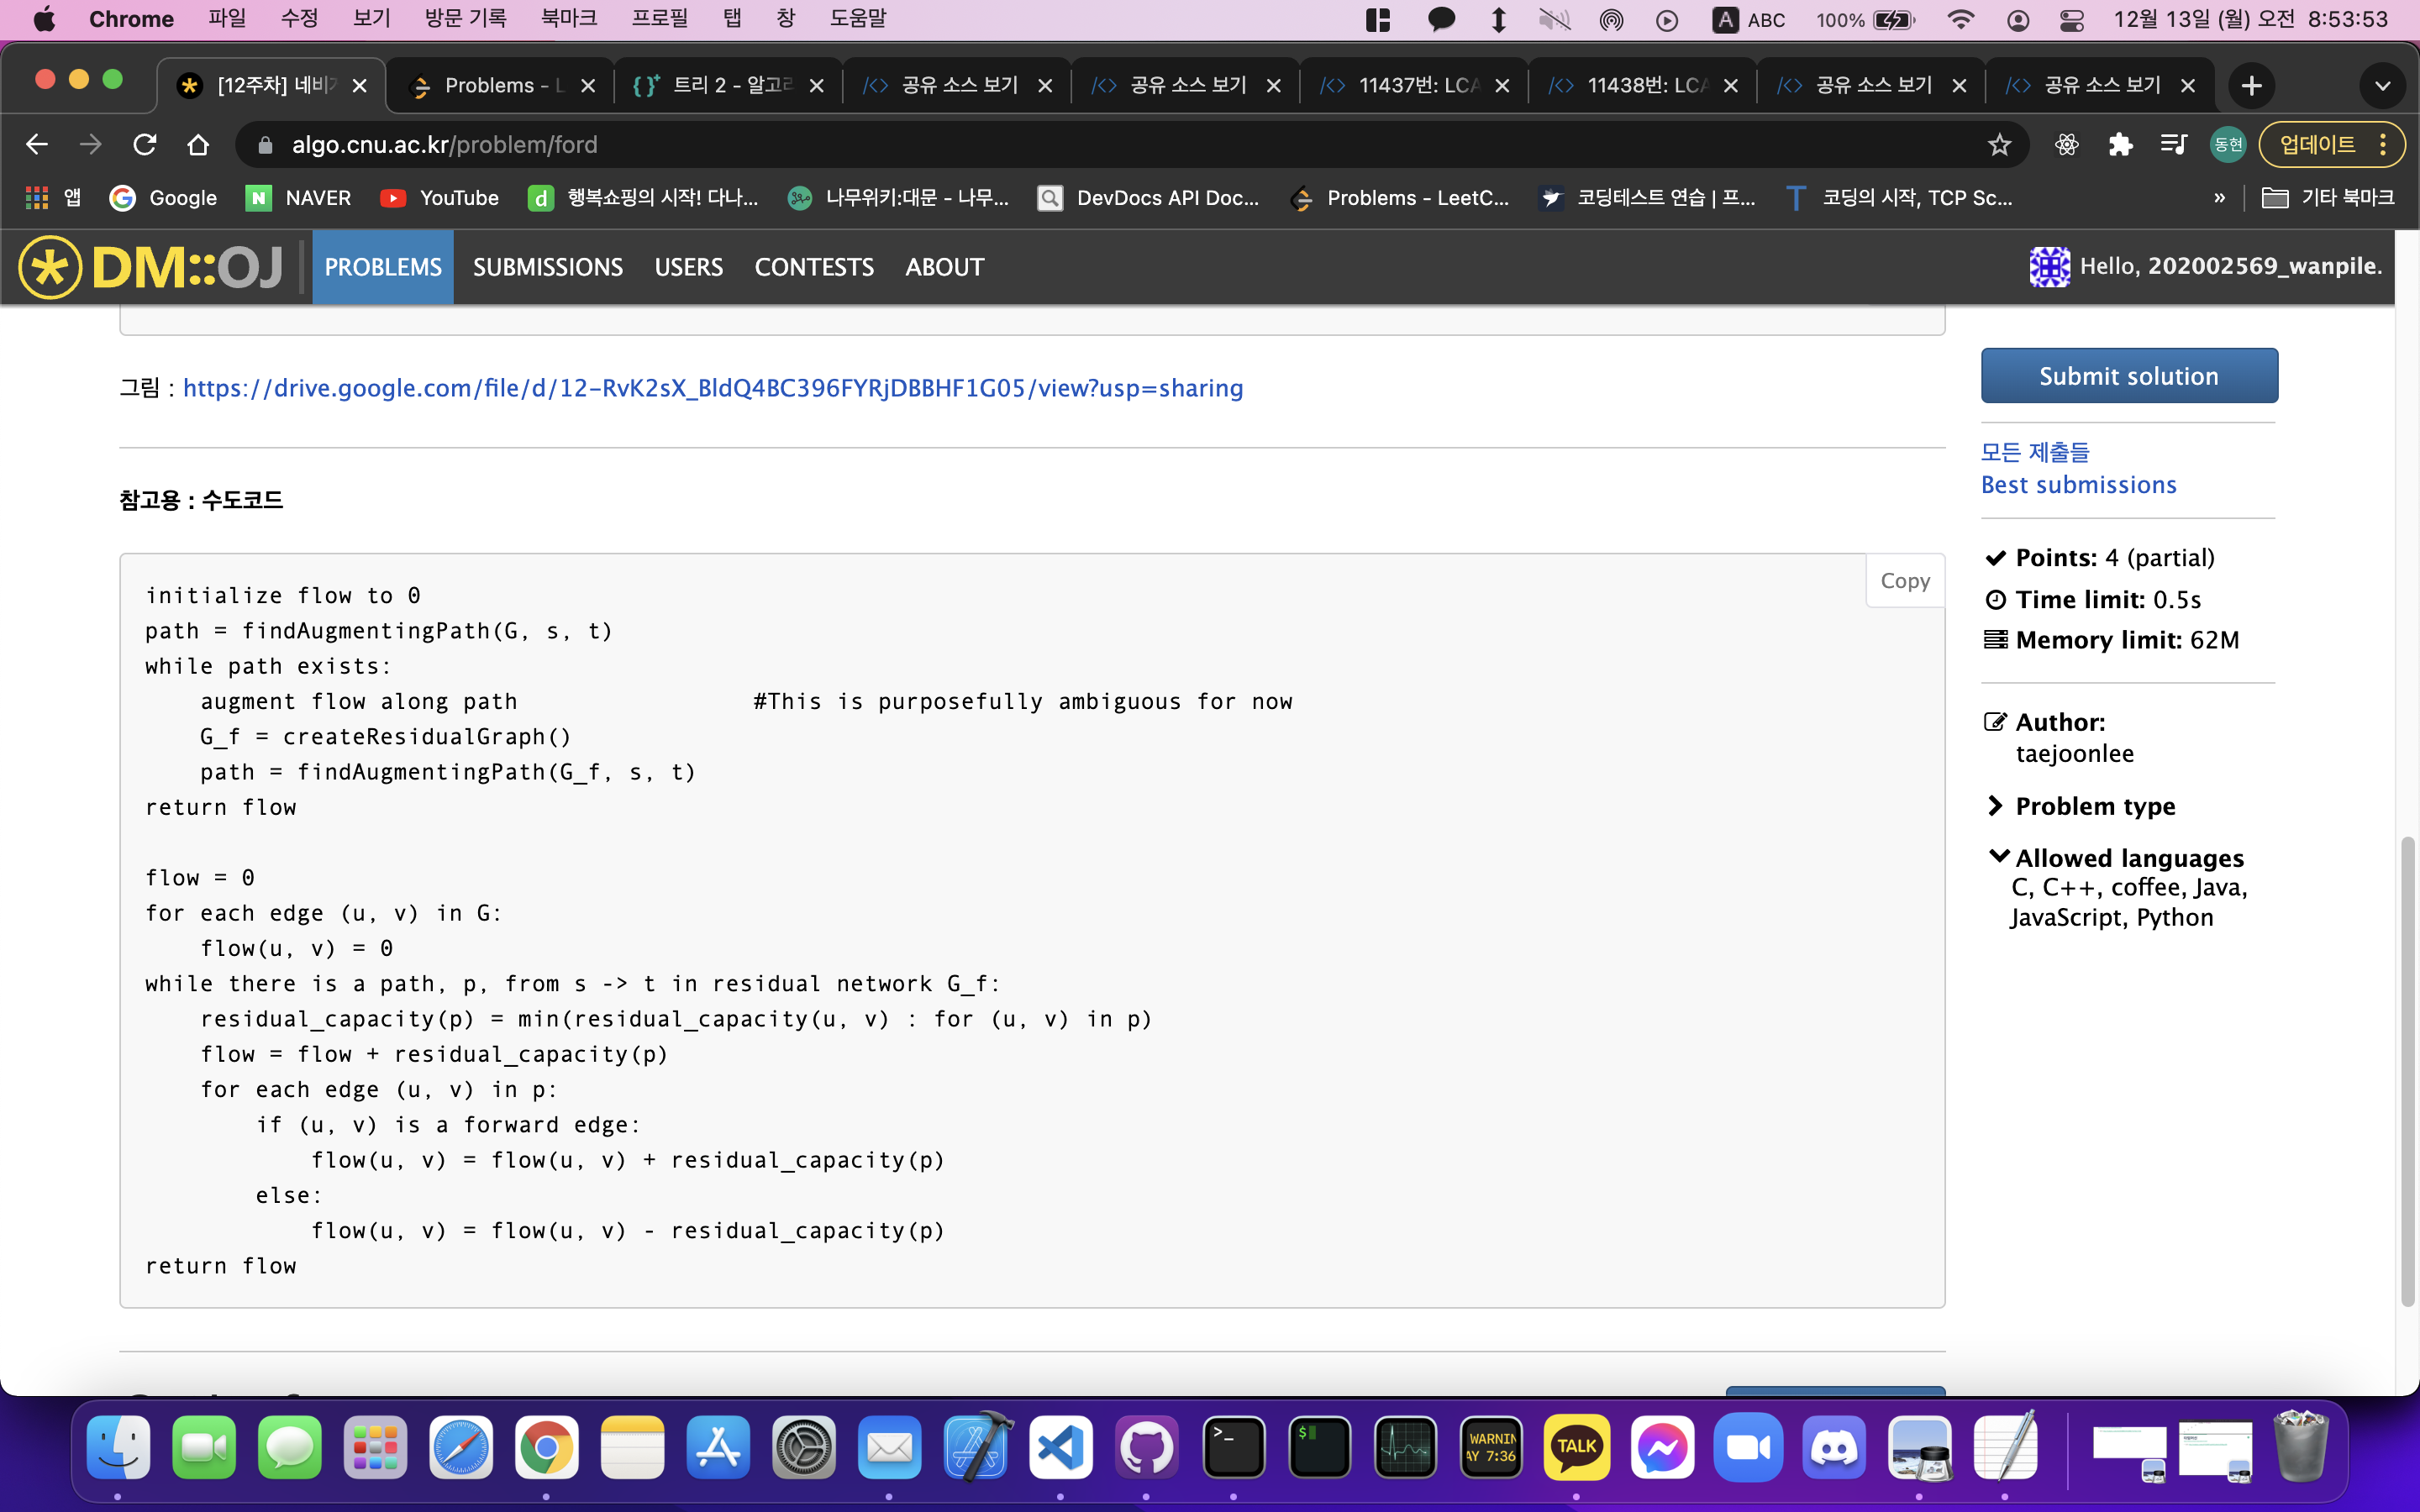 Chrome 파일 수정 보기 방문 기록 북마크 프로필 탭 창 도움말 A ABC 100% 12월 13일 (월) 오전 8:53:53
[12주차] 네비 Problems - L {}+ 트리 2 - 알고리 공유 소스 보기 공유 소스 보기 11437번: LCA 11438번: LCA 공유 소스 보기 공유 소스 보기
algo.cnu.ac.kr/problem/ford 동현 업데이트
앱 Google NAVER YouTube 행복쇼핑의 시작! 다나... 나무위키:대문 - 나무... DevDocs API Doc... Problems - LeetC... 코딩테스트 연습 | 프... 코딩의 시작, TCP Sc... » 기타 북마크
DM::OJ PROBLEMS SUBMISSIONS USERS CONTESTS ABOUT Hello, 202002569_wanpile.
그림 : https://drive.google.com/file/d/12-RvK2sX_BldQ4BC396FYRjDBBHF1G05/view?usp=sharing
참고용 : 수도코드
Copy
initialize flow to 0
path = findAugmentingPath(G, s, t)
while path exists:
    augment flow along path                 #This is purposefully ambiguous for now
    G_f = createResidualGraph()
    path = findAugmentingPath(G_f, s, t)
return flow
flow = 0
for each edge (u, v) in G:
    flow(u, v) = 0
while there is a path, p, from s -> t in residual network G_f:
    residual_capacity(p) = min(residual_capacity(u, v) : for (u, v) in p)
    flow = flow + residual_capacity(p)
    for each edge (u, v) in p:
        if (u, v) is a forward edge:
            flow(u, v) = flow(u, v) + residual_capacity(p)
        else:
            flow(u, v) = flow(u, v) - residual_capacity(p)
return flow
Submit solution
모든 제출들
Best submissions
Points: 4 (partial)
Time limit: 0.5s
Memory limit: 62M
Author:
taejoonlee
Problem type
Allowed languages
C, C++, coffee, Java,
JavaScript, Python
WARNIN
AY 7:36
TALK